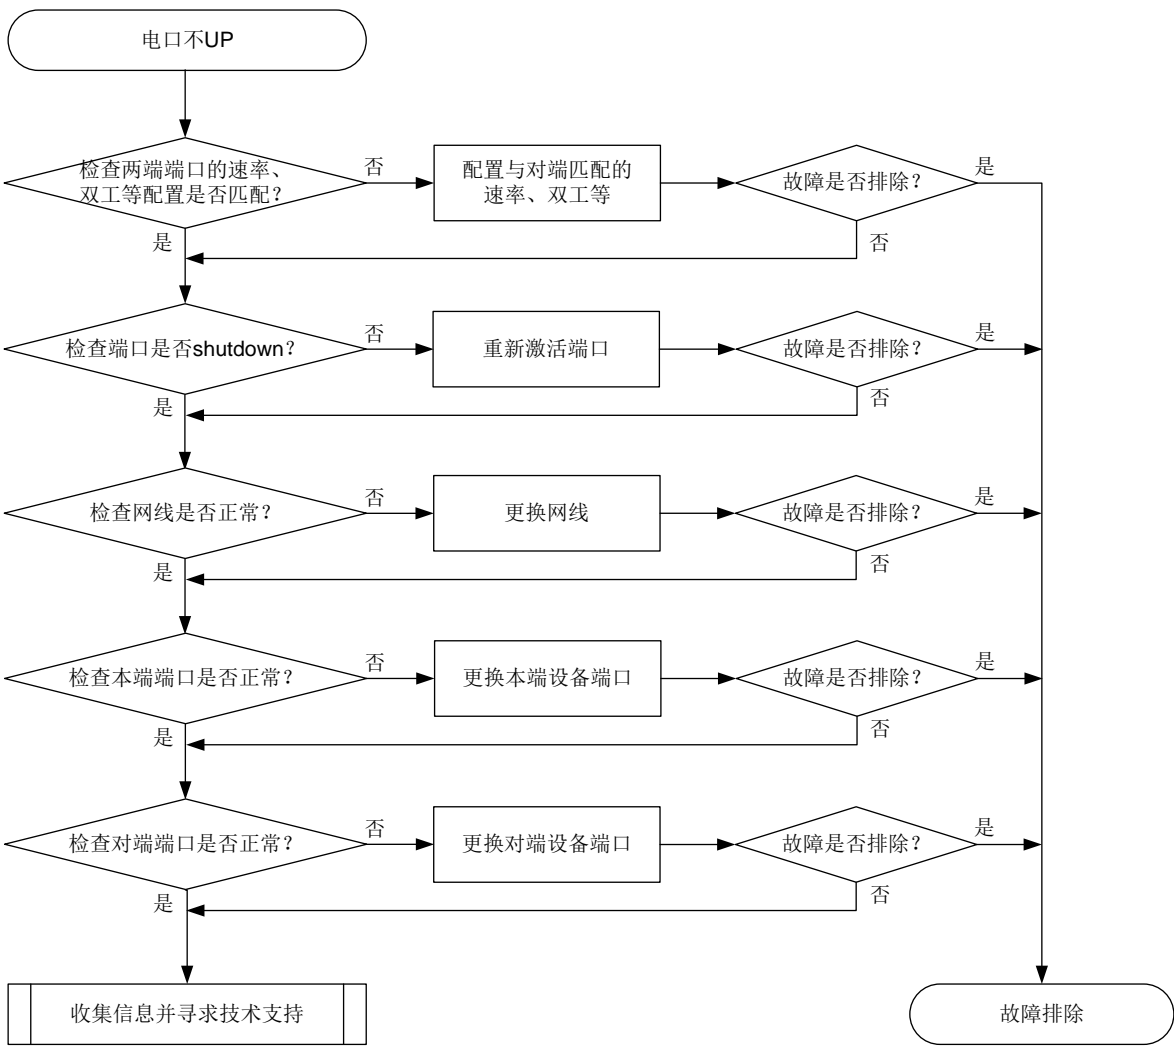 电口不UP
检查两端端口的速率、
双工等配置是否匹配?
否
配置与对端匹配的
速率、双工等
故障是否排除?
是
是
否
检查端口是否shutdown?
否
重新激活端口
故障是否排除?
是
是
否
检查网线是否正常?
否
更换网线
故障是否排除?
是
是
否
检查本端端口是否正常?
否
更换本端设备端口
故障是否排除?
是
是
否
检查对端端口是否正常?
否
更换对端设备端口
故障是否排除?
是
是
否
收集信息并寻求技术支持
故障排除